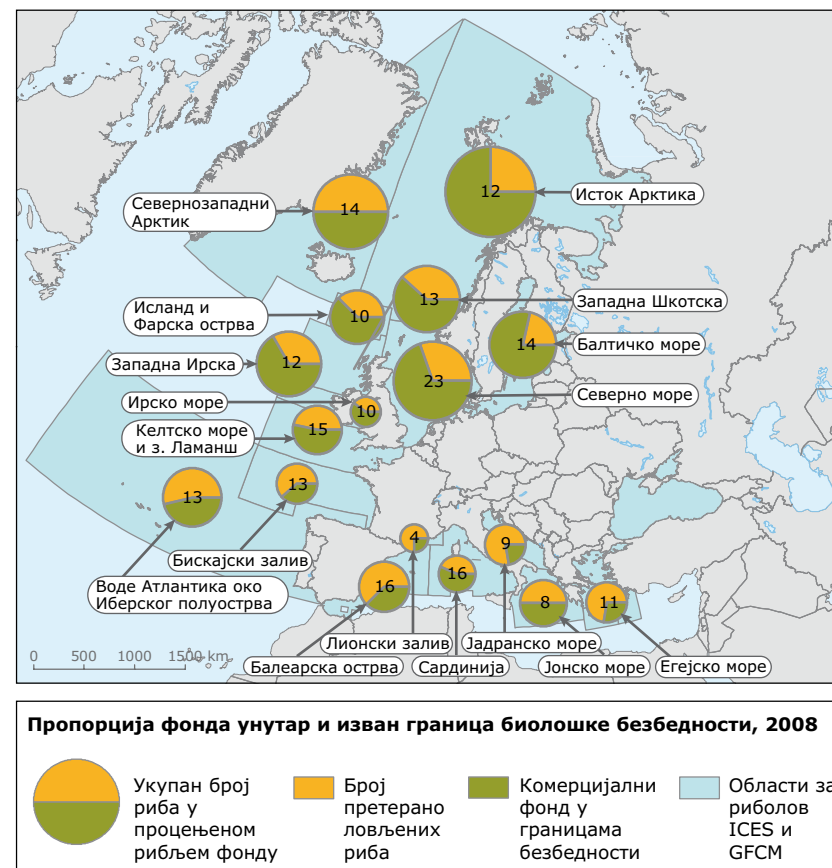 Севернозападни
Арктик
14
12
Исток Арктика
Исланд и
Фарска острва
10
13
Западна Шкотска
Западна Ирска
12
14
Балтичко море
Ирско море
10
23
Северно море
Келтско море
и з. Ламанш
15
13
13
Бискајски залив
Воде Атлантика око
Иберског полуострва
4
9
16
16
8
11
Лионски залив
Јадранско море
Балеарска острва
Сардинија
Јонско море
Егејско море
0 500 1000 1500 km
Пропорција фонда унутар и изван граница биолошке безбедности, 2008
Укупан број
риба у
процењеном
рибљем фонду
Број
претерано
ловљених
риба
Комерцијални
фонд у
границама
безбедности
Области за
риболов
ICES и
GFCM